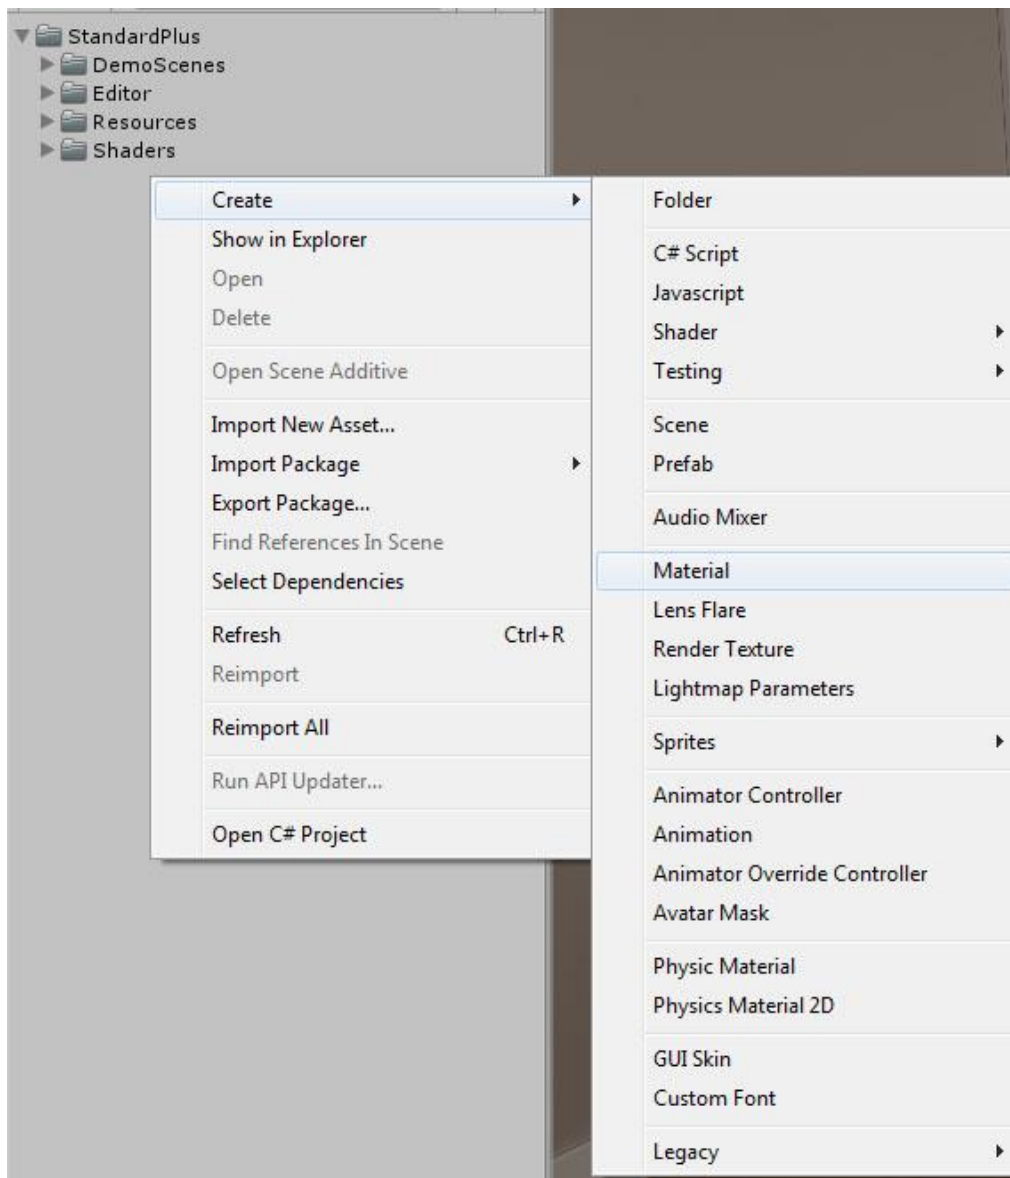 StandardPlus
DemoScenes
Editor
Resources
Shaders
Create
Show in Explorer
Open
Delete
Open Scene Additive
Import New Asset...
Import Package
Export Package...
Find References In Scene
Select Dependencies
Refresh Ctrl+R
Reimport
Reimport All
Run API Updater...
Open C# Project
Folder
C# Script
Javascript
Shader
Testing
Scene
Prefab
Audio Mixer
Material
Lens Flare
Render Texture
Lightmap Parameters
Sprites
Animator Controller
Animation
Animator Override Controller
Avatar Mask
Physic Material
Physics Material 2D
GUI Skin
Custom Font
Legacy